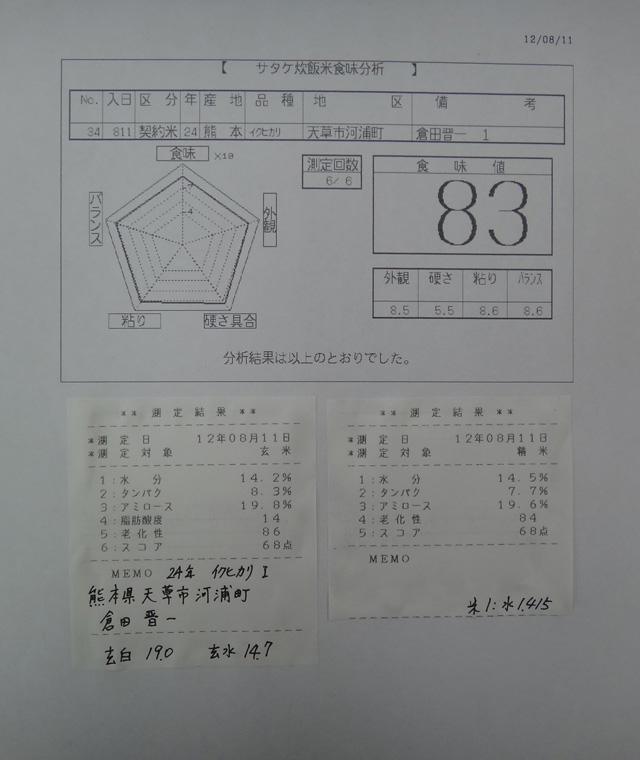 12/08/11
【 サタケ炊飯米食味分析 】
No. 入日 区分 年 産地 品種 地区 備考
34 811 契約米 24 熊本 イクヒカリ 天草市河浦町 倉田晋一 1
食味 ×10
7
4
外観
硬さ具合
粘り
バランス
測定回数
6/ 6
食味値
83
外観 硬さ 粘り バランス
8.5 5.5 8.6 8.6
分析結果は以上のとおりでした。
** 測定結果 **
*測定日 12年08月11日
*測定対象 玄米
1:水分 14.2%
2:タンパク 8.3%
3:アミロース 19.8%
4:脂肪酸度 14
5:老化性 86
6:スコア 68点
MEMO 24年 イクヒカリ I
熊本県天草市河浦町
倉田 晋一
玄白 19.0 玄水 14.7
** 測定結果 **
*測定日 12年08月11日
*測定対象 精米
1:水分 14.5%
2:タンパク 7.7%
3:アミロース 19.6%
4:老化性 84
5:スコア 68点
MEMO
米1:水1.415